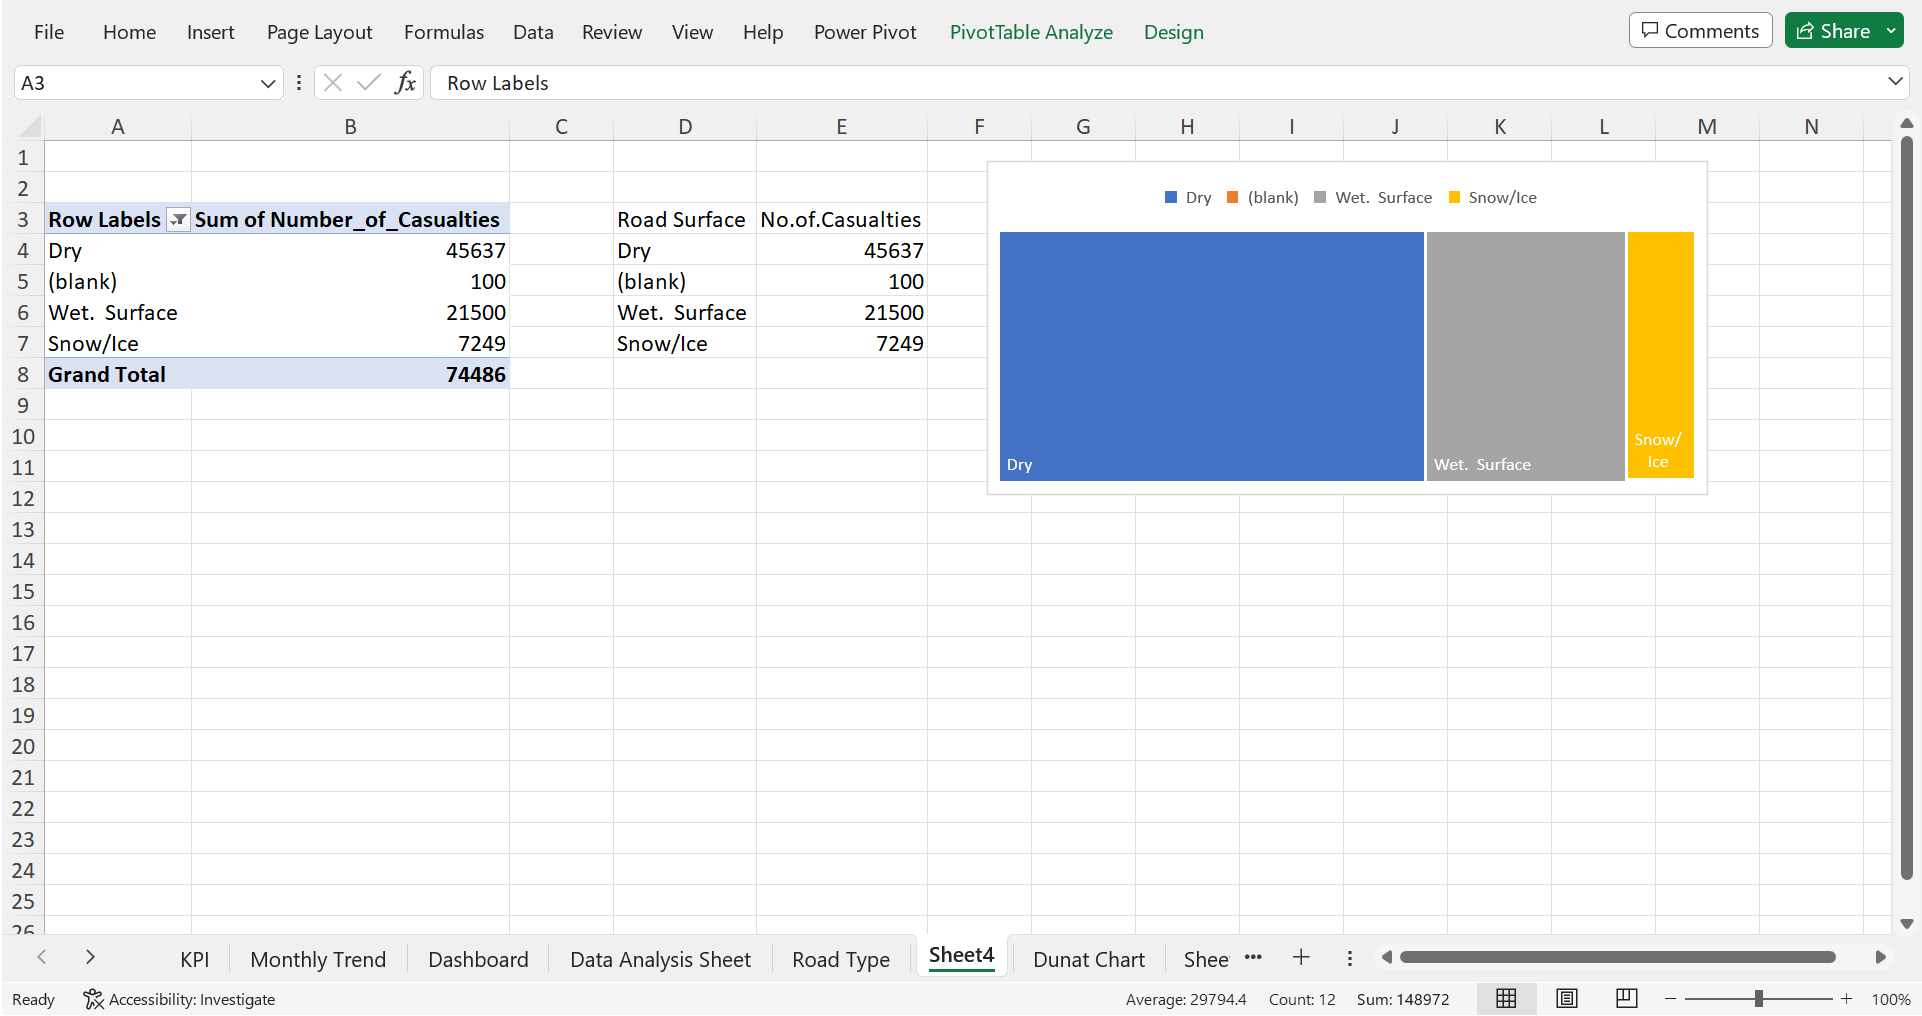 File Home Insert Page Layout Formulas Data Review View Help Power Pivot PivotTable Analyze Design Comments Share
A3 fx Row Labels
A B C D E F G H I J K L M N
1
2
3 Row Labels Sum of Number_of_Casualties Road Surface No.of.Casualties
4 Dry 45637 Dry 45637
5 (blank) 100 (blank) 100
6 Wet. Surface 21500 Wet. Surface 21500
7 Snow/Ice 7249 Snow/Ice 7249
8 Grand Total 74486
9
10
11
12
13
14
15
16
17
18
19
20
21
22
23
24
25
26
Dry (blank) Wet. Surface Snow/Ice
Dry
Wet. Surface
Snow/
Ice
KPI Monthly Trend Dashboard Data Analysis Sheet Road Type Sheet4 Dunat Chart Shee
Ready Accessibility: Investigate Average: 29794.4 Count: 12 Sum: 148972 100%